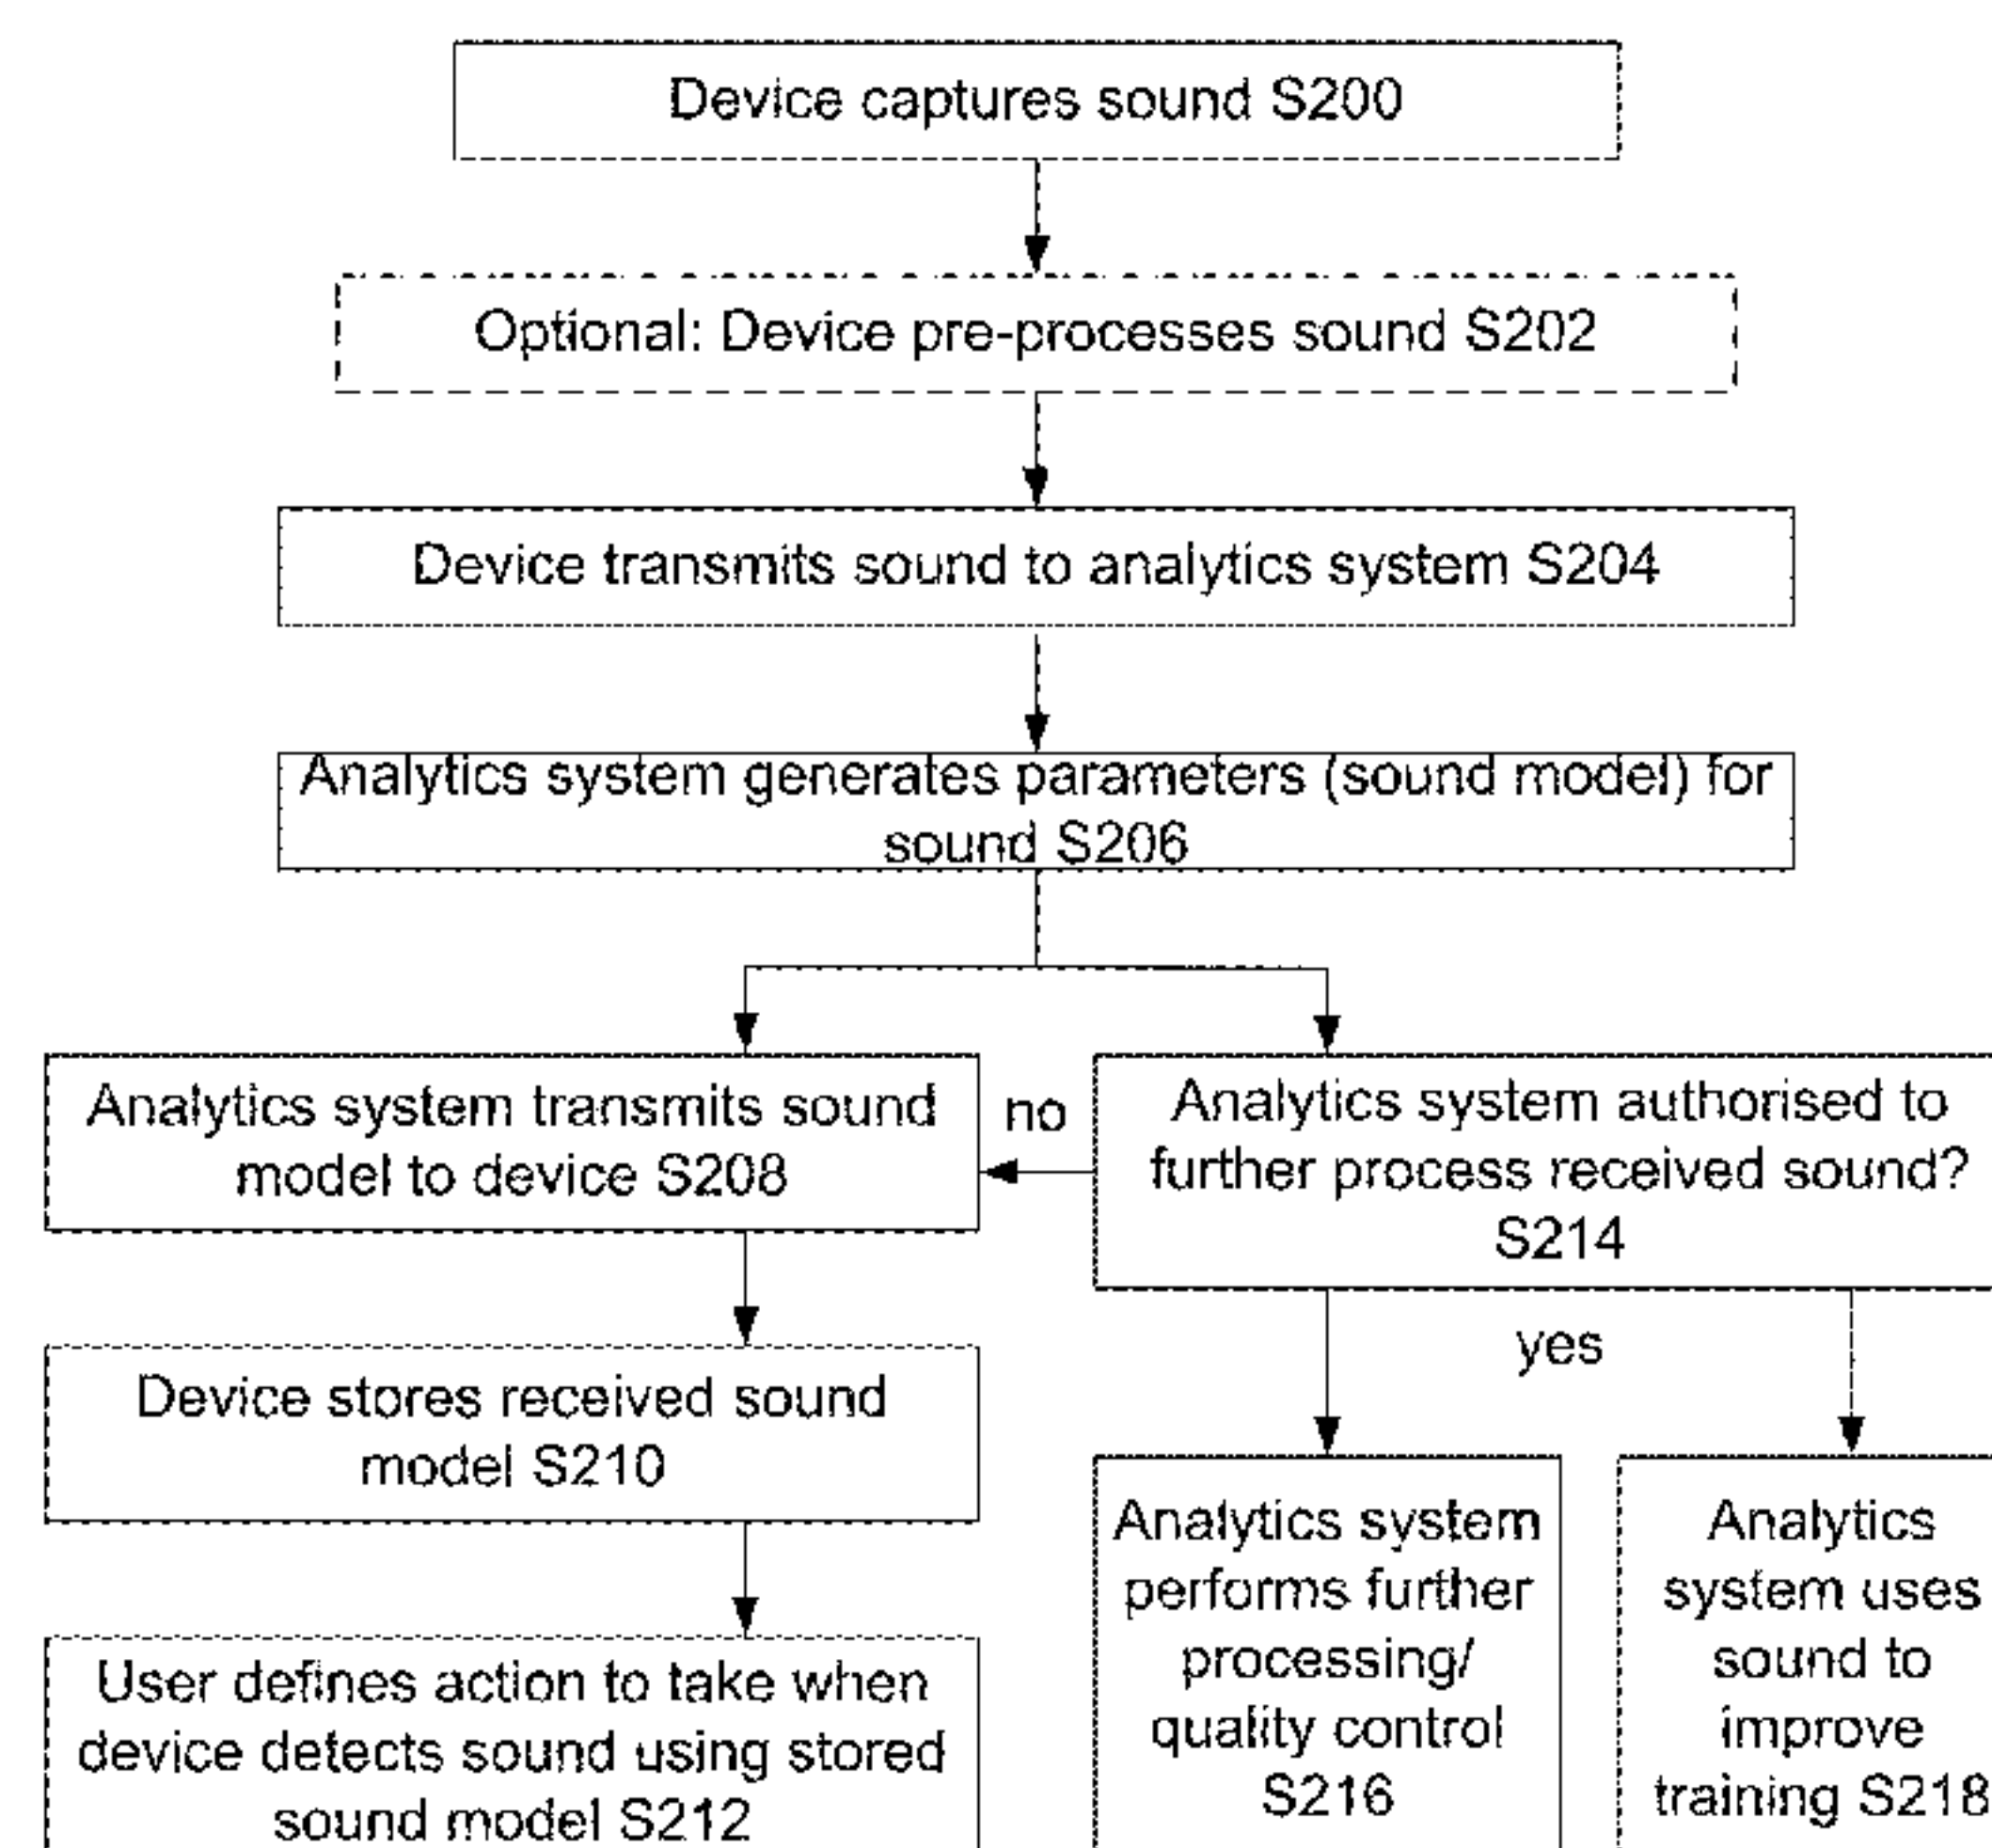 Device captures sound S200
Optional: Device pre-processes sound S202
Device transmits sound to analytics system S204
Analytics system generates parameters (sound model) for
sound S206
Analytics system transmits sound
model to device S208
no
Analytics system authorised to
further process received sound?
S214
yes
Device stores received sound
model S210
User defines action to take when
device detects sound using stored
sound model S212
Analytics system
performs further
processing/
quality control
S216
Analytics
system uses
sound to
improve
training S218